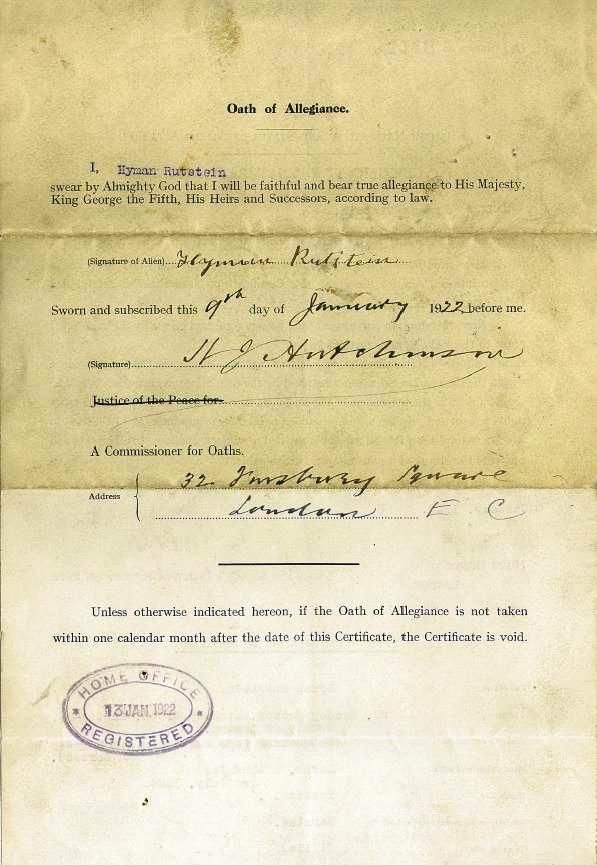 Oath of Allegiance.
I, Hyman Rutstein
swear by Almighty God that I will be faithful and bear true allegiance to His Majesty,
King George the Fifth, His Heirs and Successors, according to law.
(Signature of Alien) Hyman Rutstein
Sworn and subscribed this 9th day of January 1922 before me.
(Signature) H J Hutchinson
Justice of the Peace for
A Commissioner for Oaths.
Address
32 Finsbury Square
London E C
Unless otherwise indicated hereon, if the Oath of Allegiance is not taken
within one calendar month after the date of this Certificate, the Certificate is void.
HOME OFFICE
13 JAN. 1922
REGISTERED